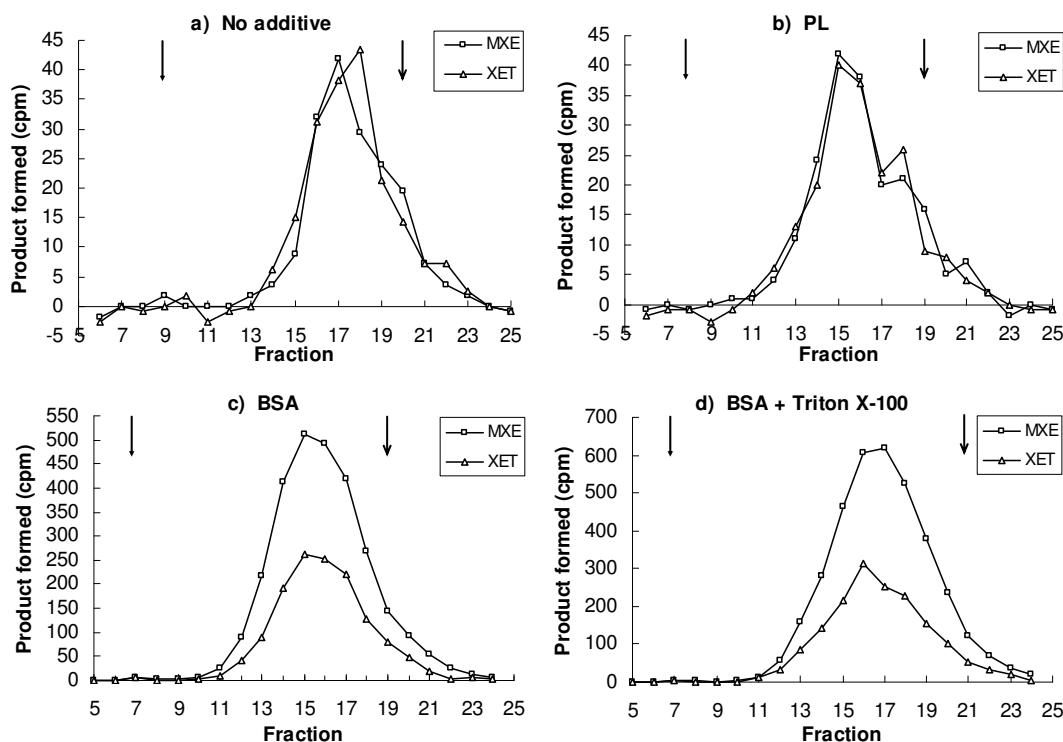 a) No additive
Product formed (cpm)
45
40
35
30
25
20
15
10
5
0
-5
5 7 9 11 13 15 17 19 21 23 25
Fraction
MXE
XET
b) PL
Product formed (cpm)
45
40
35
30
25
20
15
10
5
0
-5
5 7 9 11 13 15 17 19 21 23 25
Fraction
MXE
XET
c) BSA
Product formed (cpm)
550
500
450
400
350
300
250
200
150
100
50
0
5 7 9 11 13 15 17 19 21 23 25
Fraction
MXE
XET
d) BSA + Triton X-100
Product formed (cpm)
700
600
500
400
300
200
100
0
5 7 9 11 13 15 17 19 21 23 25
Fraction
MXE
XET